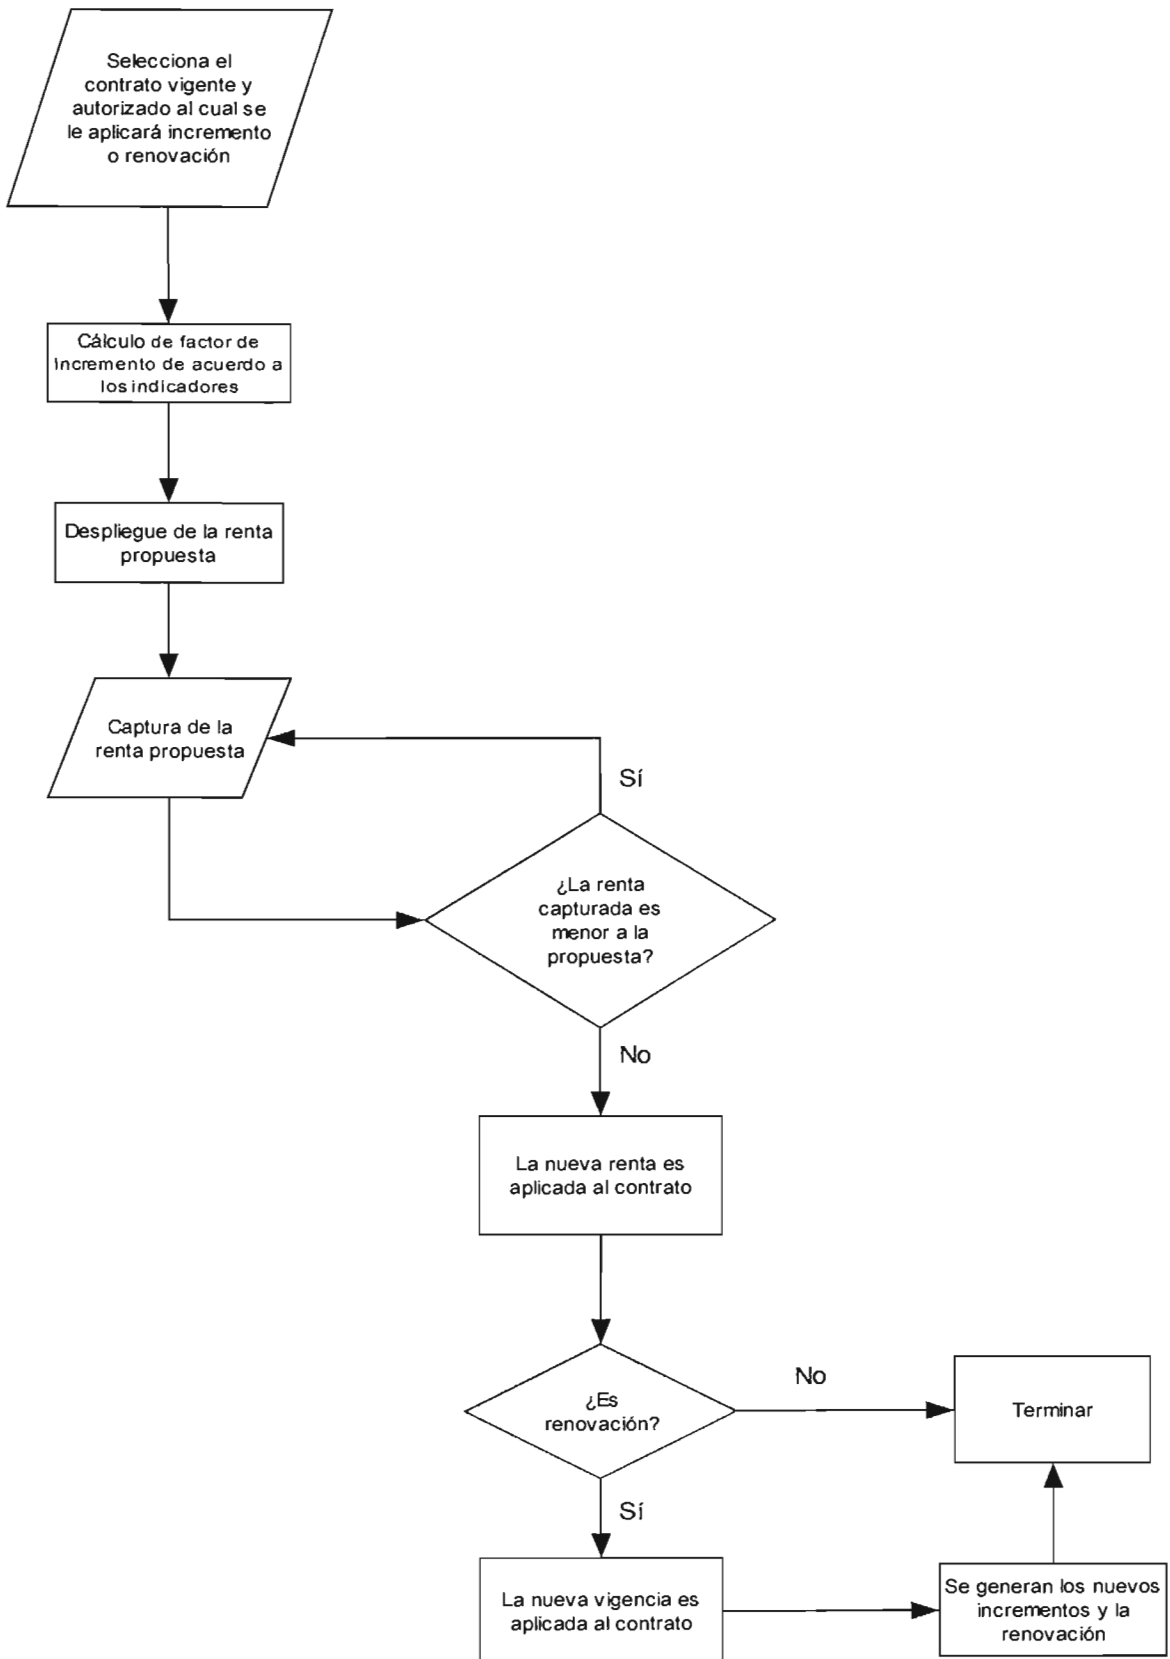 Selecciona el
contrato vigente y
autorizado al cual se
le aplicará incremento
o renovación
Cálculo de factor de
Incremento de acuerdo a
los indicadores
Despliegue de la renta
propuesta
Captura de la
renta propuesta
Sí
¿La renta
capturada es
menor a la
propuesta?
No
La nueva renta es
aplicada al contrato
¿Es
renovación?
No
Terminar
Sí
La nueva vigencia es
aplicada al contrato
Se generan los nuevos
incrementos y la
renovación